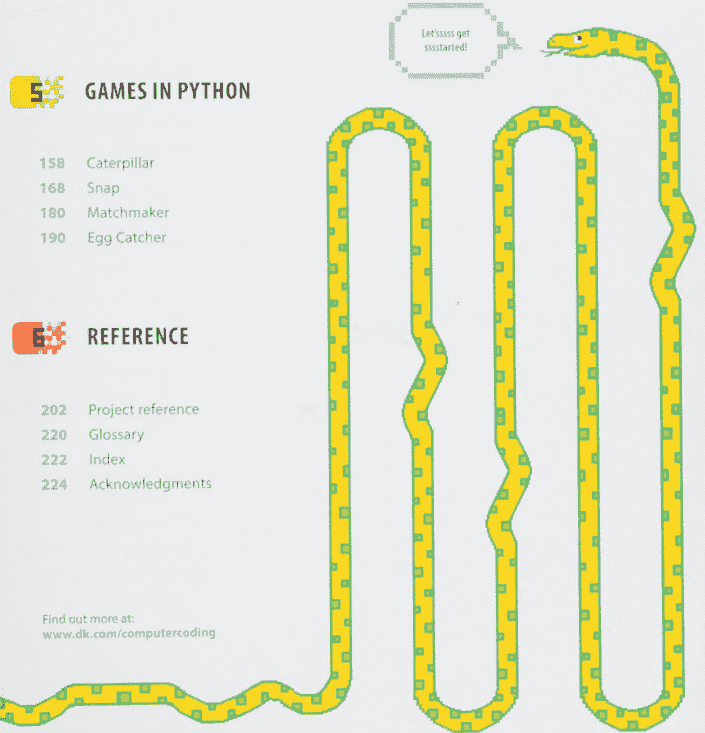 Let'sssss get
sssstarted!
5 GAMES IN PYTHON
158 Caterpillar
168 Snap
180 Matchmaker
190 Egg Catcher
6 REFERENCE
202 Project reference
220 Glossary
222 Index
224 Acknowledgments
Find out more at:
www.dk.com/computercoding